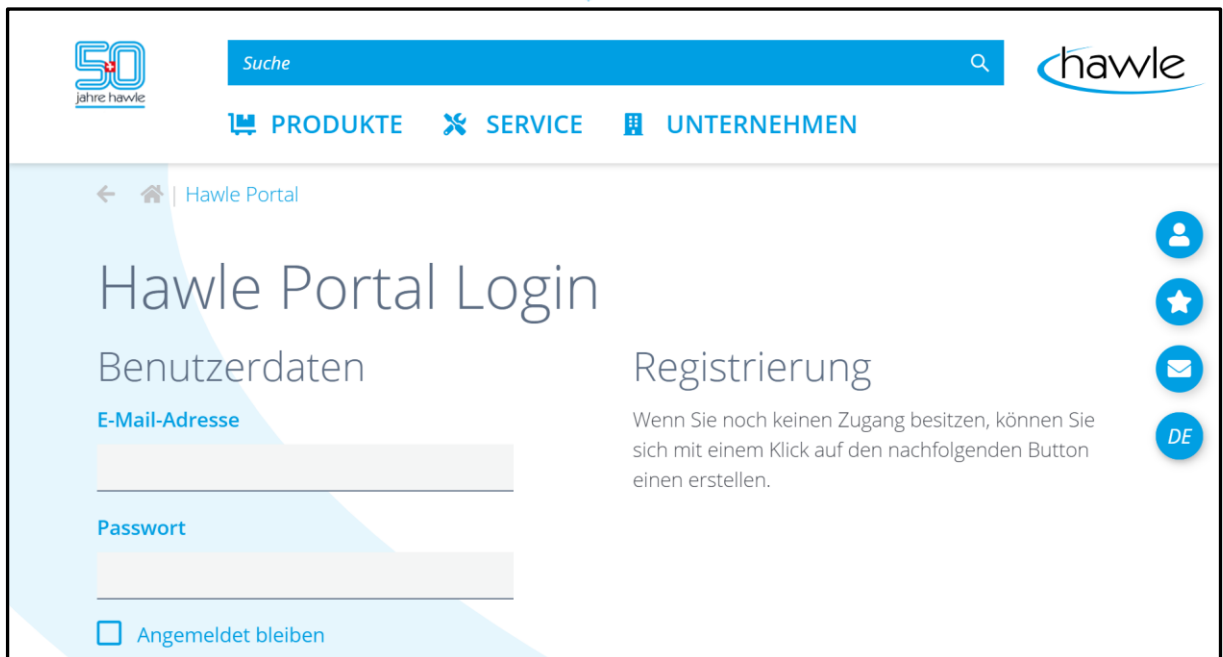 50
jahre hawle
Suche
hawle
PRODUKTE
SERVICE
UNTERNEHMEN
| Hawle Portal
Hawle Portal Login
Benutzerdaten
E-Mail-Adresse
Passwort
Angemeldet bleiben
Registrierung
Wenn Sie noch keinen Zugang besitzen, können Sie
sich mit einem Klick auf den nachfolgenden Button
einen erstellen.
DE